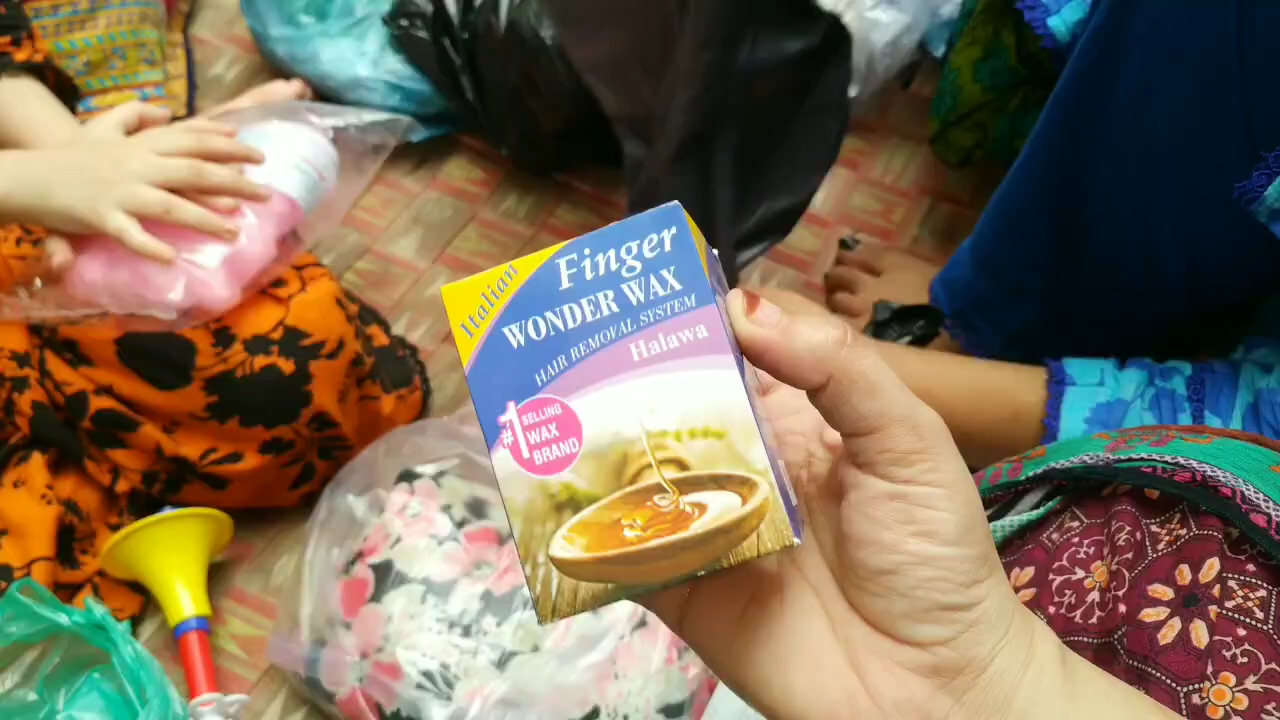 Italian
Finger
WONDER WAX
HAIR REMOVAL SYSTEM
Halawa
#1 SELLING
WAX
BRAND